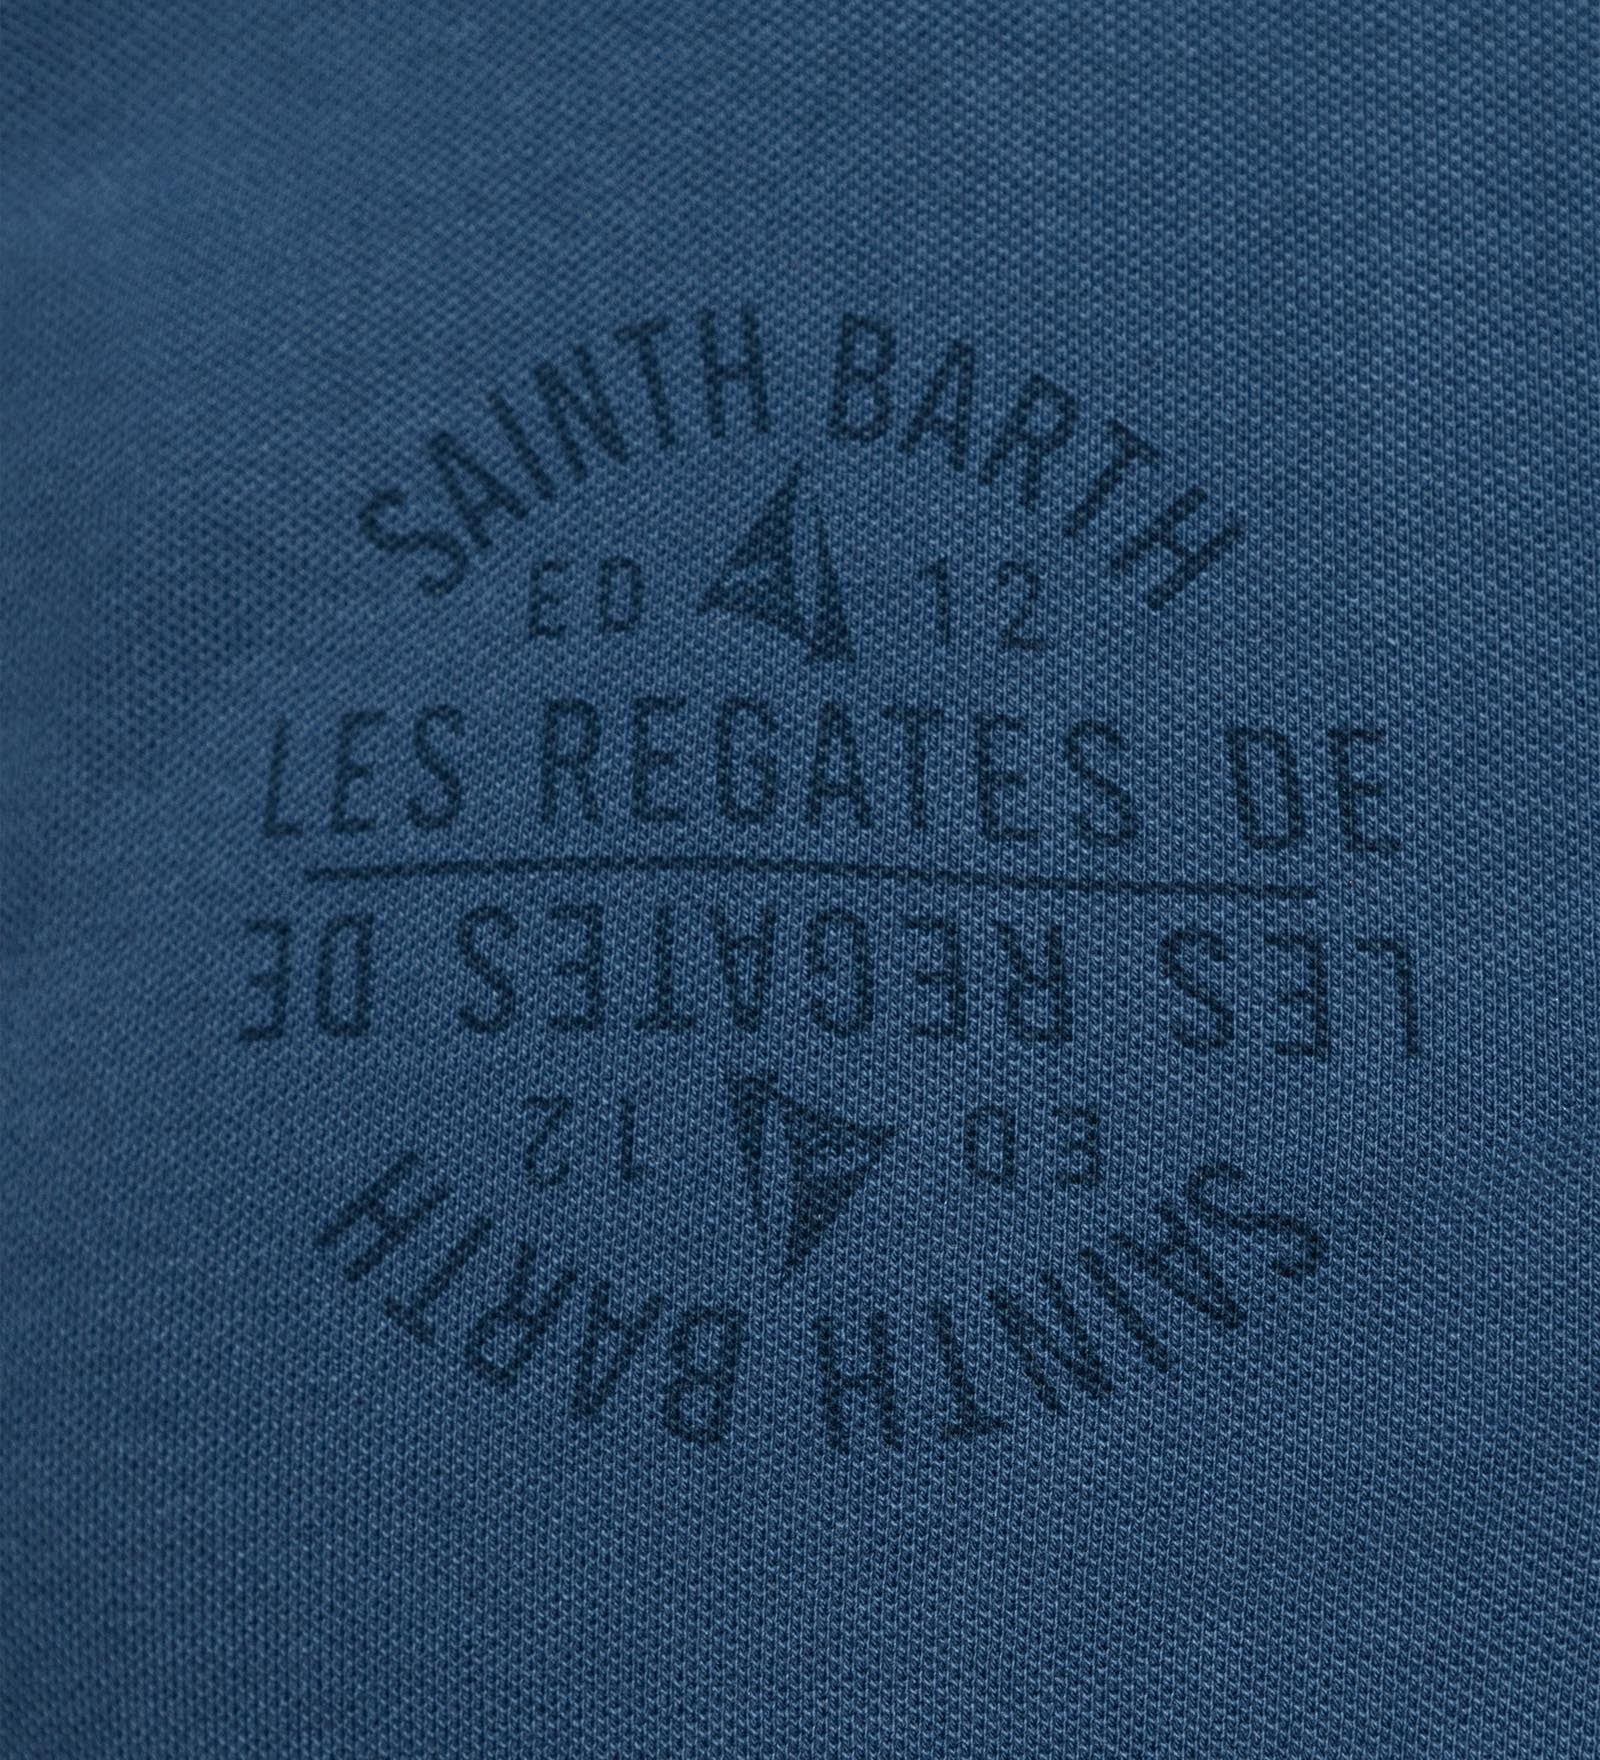 SAINTH BARTH
ED 12
LES REGATES DE
LES REGATES DE
ED 12
SAINTH BARTH